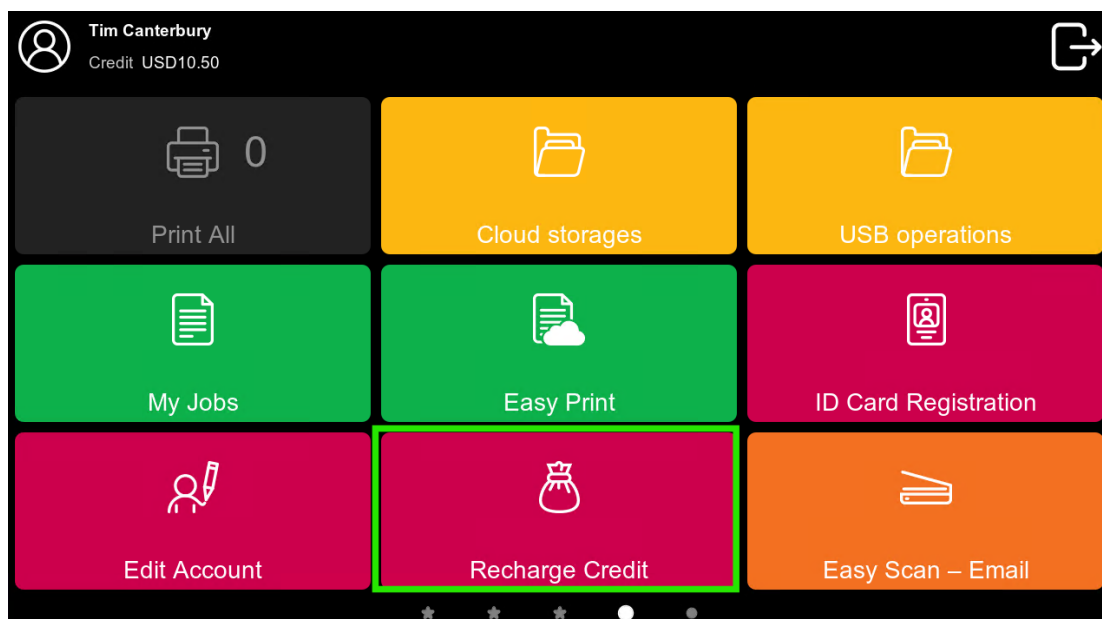 Tim Canterbury
Credit USD10.50
0
Print All
Cloud storages
USB operations
My Jobs
Easy Print
ID Card Registration
Edit Account
Recharge Credit
Easy Scan – Email